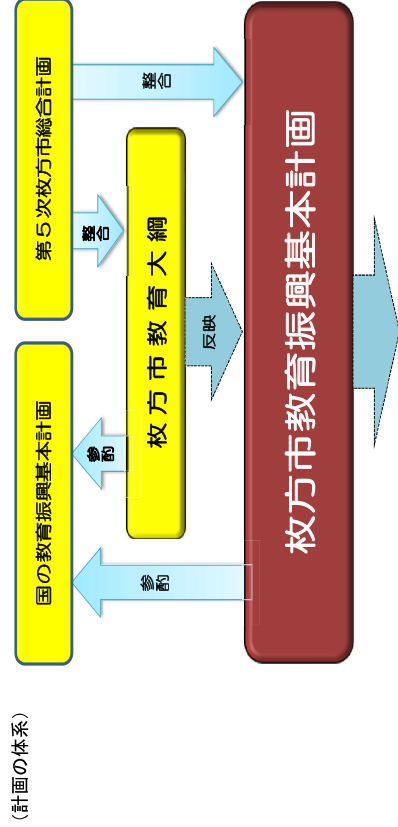 （計画の体系）
国の教育振興基本計画
第５次枚方市総合計画
参酌
整合
枚方市教育大綱
参酌
反映
整合
枚方市教育振興基本計画